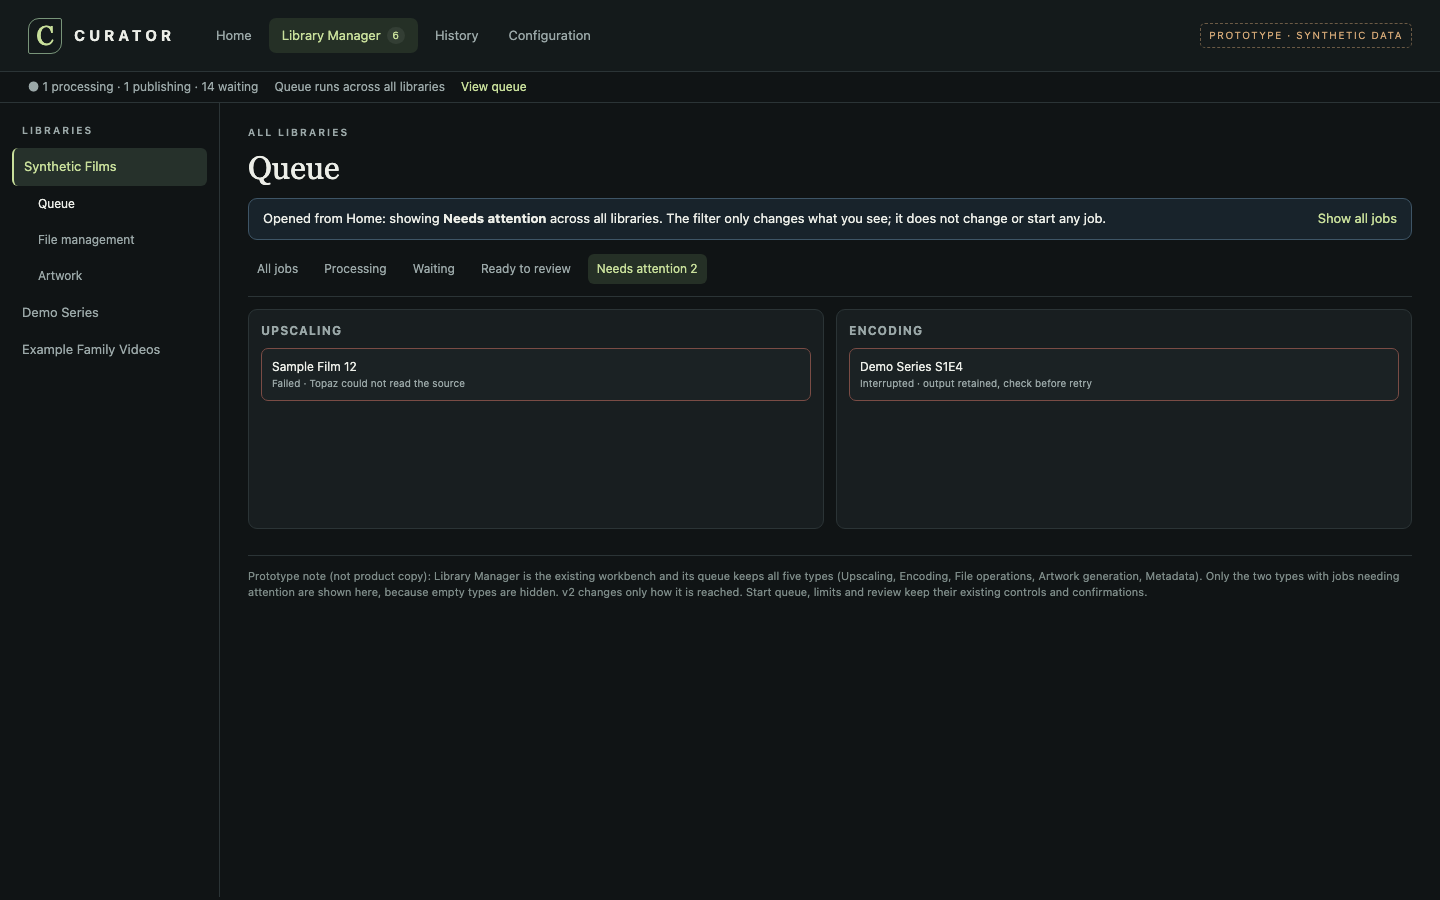 C CURATOR
Home
Library Manager 6
History
Configuration
PROTOTYPE · SYNTHETIC DATA
1 processing · 1 publishing · 14 waiting
Queue runs across all libraries
View queue
LIBRARIES
Synthetic Films
Queue
File management
Artwork
Demo Series
Example Family Videos
ALL LIBRARIES
Queue
Opened from Home: showing Needs attention across all libraries. The filter only changes what you see; it does not change or start any job.
Show all jobs
All jobs
Processing
Waiting
Ready to review
Needs attention 2
UPSCALING
Sample Film 12
Failed · Topaz could not read the source
ENCODING
Demo Series S1E4
Interrupted · output retained, check before retry
Prototype note (not product copy): Library Manager is the existing workbench and its queue keeps all five types (Upscaling, Encoding, File operations, Artwork generation, Metadata). Only the two types with jobs needing
attention are shown here, because empty types are hidden. v2 changes only how it is reached. Start queue, limits and review keep their existing controls and confirmations.